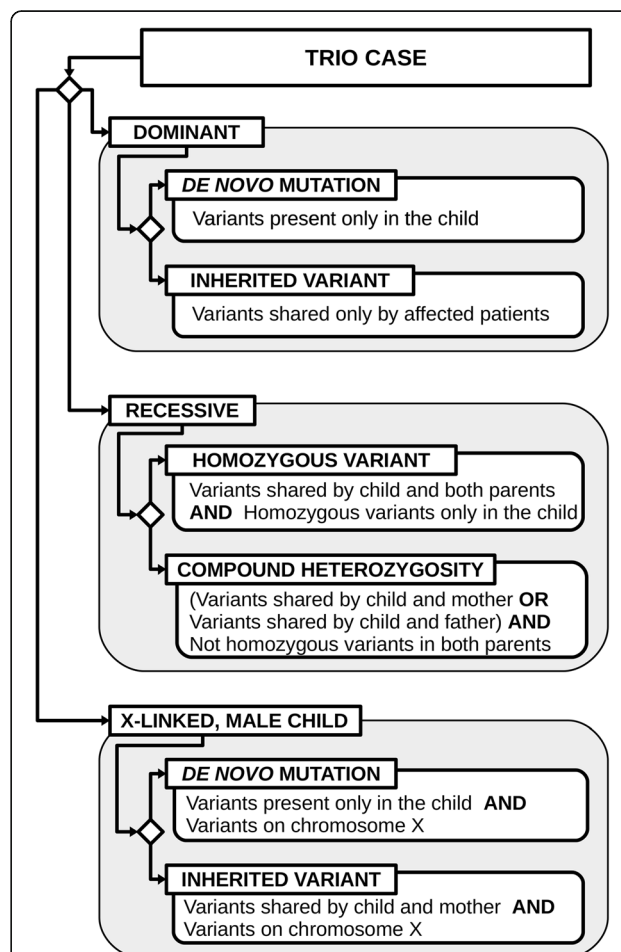 TRIO CASE
DOMINANT
DE NOVO MUTATION
Variants present only in the child
INHERITED VARIANT
Variants shared only by affected patients
RECESSIVE
HOMOZYGOUS VARIANT
Variants shared by child and both parents
AND Homozygous variants only in the child
COMPOUND HETEROZYGOSITY
(Variants shared by child and mother OR
Variants shared by child and father) AND
Not homozygous variants in both parents
X-LINKED, MALE CHILD
DE NOVO MUTATION
Variants present only in the child AND
Variants on chromosome X
INHERITED VARIANT
Variants shared by child and mother AND
Variants on chromosome X